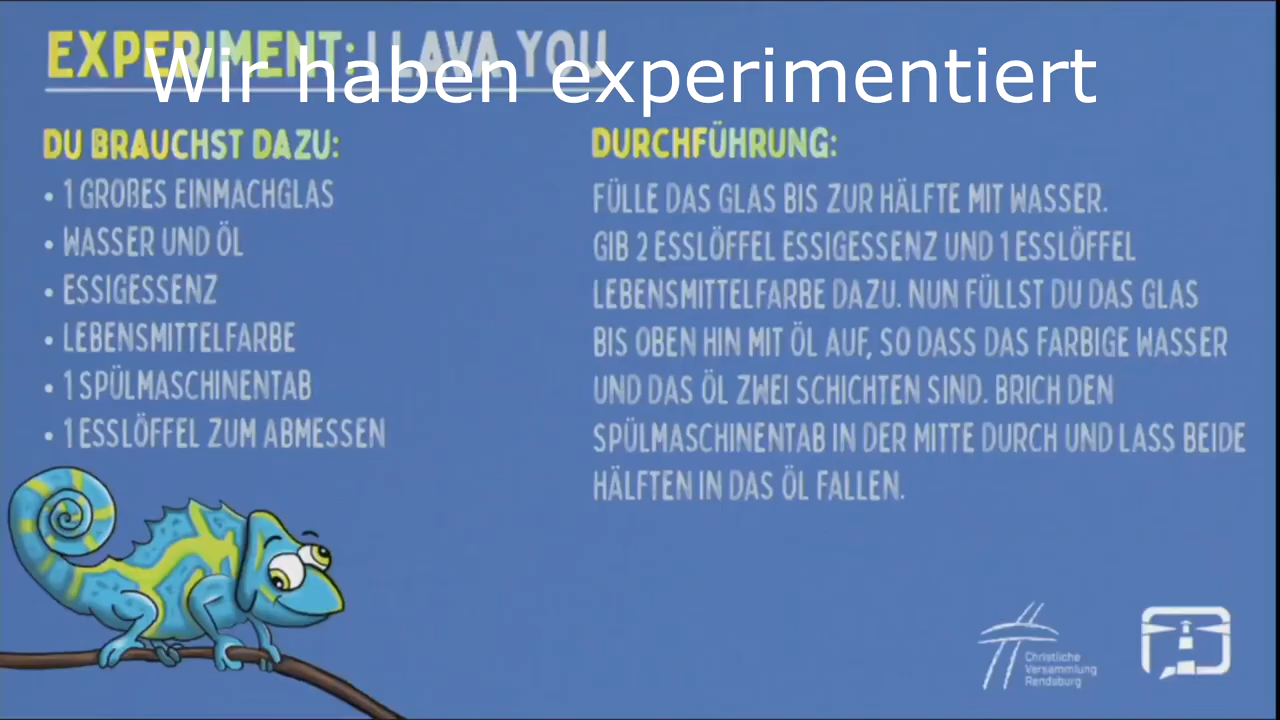 EXPERIMENT: I LAVA YOU
Wir haben experimentiert
DU BRAUCHST DAZU:
• 1 GROßES EINMACHGLAS
• WASSER UND ÖL
• ESSIGESSENZ
• LEBENSMITTELFARBE
• 1 SPÜLMASCHINENTAB
• 1 ESSLÖFFEL ZUM ABMESSEN
DURCHFÜHRUNG:
FÜLLE DAS GLAS BIS ZUR HÄLFTE MIT WASSER.
GIB 2 ESSLÖFFEL ESSIGESSENZ UND 1 ESSLÖFFEL
LEBENSMITTELFARBE DAZU. NUN FÜLLST DU DAS GLAS
BIS OBEN HIN MIT ÖL AUF, SO DASS DAS FARBIGE WASSER
UND DAS ÖL ZWEI SCHICHTEN SIND. BRICH DEN
SPÜLMASCHINENTAB IN DER MITTE DURCH UND LASS BEIDE
HÄLFTEN IN DAS ÖL FALLEN.
Christliche
Versammlung
Rendsburg